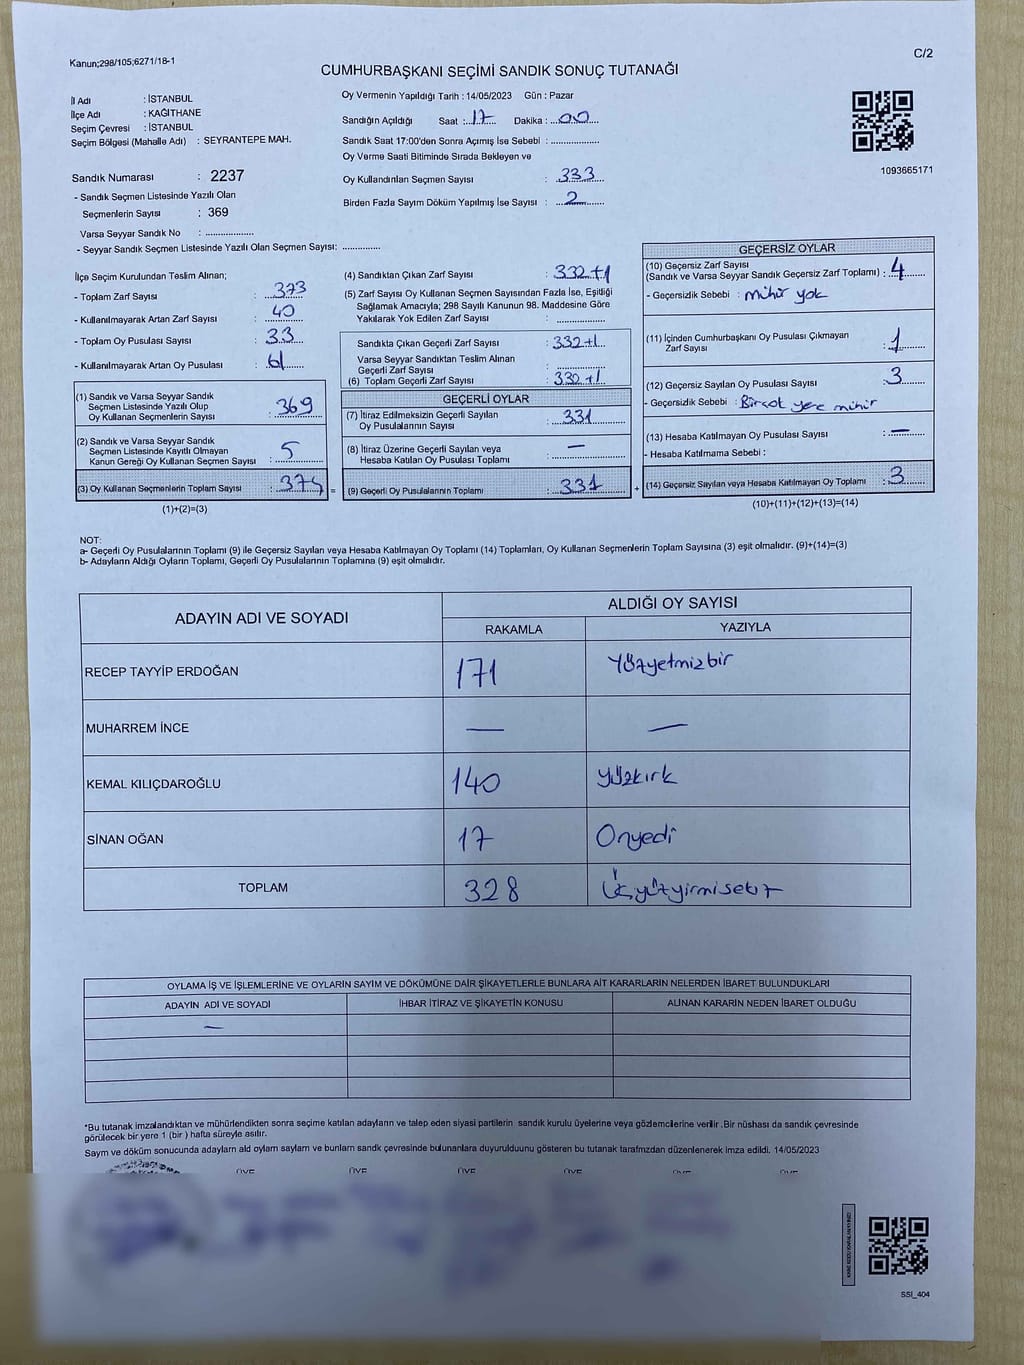 Kanun;298/105;6271/18-1
C/2
CUMHURBAŞKANI SEÇİMİ SANDIK SONUÇ TUTANAĞI
İl Adı : İSTANBUL
İlçe Adı : KAĞITHANE
Seçim Çevresi : İSTANBUL
Seçim Bölgesi (Mahalle Adı) : SEYRANTEPE MAH.
Oy Vermenin Yapıldığı Tarih : 14/05/2023 Gün : Pazar
Sandığın Açıldığı Saat : 17 Dakika : 00
Sandık Saat 17:00'den Sonra Açımış İse Sebebi :
Oy Verme Saati Bitiminde Sırada Bekleyen ve
Oy Kullandırılan Seçmen Sayısı : 333
Birden Fazla Sayım Döküm Yapılmış İse Sayısı : 2
1093665171
Sandık Numarası : 2237
- Sandık Seçmen Listesinde Yazılı Olan
Seçmenlerin Sayısı : 369
Varsa Seyyar Sandık No :
- Seyyar Sandık Seçmen Listesinde Yazılı Olan Seçmen Sayısı:
İlçe Seçim Kurulundan Teslim Alınan;
- Toplam Zarf Sayısı : 373
- Kullanılmayarak Artan Zarf Sayısı : 40
- Toplam Oy Pusulası Sayısı : 33
- Kullanılmayarak Artan Oy Pusulası : 61
(1) Sandık ve Varsa Seyyar Sandık
Seçmen Listesinde Yazılı Olup
Oy Kullanan Seçmenlerin Sayısı : 369
(2) Sandık ve Varsa Seyyar Sandık
Seçmen Listesinde Kayıtlı Olmayan
Kanun Gereği Oy Kullanan Seçmen Sayısı : 5
(3) Oy Kullanan Seçmenlerin Toplam Sayısı : 374 =
(1)+(2)=(3)
(4) Sandıktan Çıkan Zarf Sayısı : 332+1
(5) Zarf Sayısı Oy Kullanan Seçmen Sayısından Fazla İse, Eşitliği
Sağlamak Amacıyla; 298 Sayılı Kanunun 98. Maddesine Göre
Yakılarak Yok Edilen Zarf Sayısı :
Sandıkta Çıkan Geçerli Zarf Sayısı : 332+1
Varsa Seyyar Sandıktan Teslim Alınan
Geçerli Zarf Sayısı :
(6) Toplam Geçerli Zarf Sayısı : 332+1
GEÇERLİ OYLAR
(7) İtiraz Edilmeksizin Geçerli Sayılan
Oy Pusulalarının Sayısı : 331
(8) İtiraz Üzerine Geçerli Sayılan veya
Hesaba Katılan Oy Pusulası Toplamı : —
(9) Geçerli Oy Pusulalarının Toplamı : 331 +
GEÇERSİZ OYLAR
(10) Geçersiz Zarf Sayısı
(Sandık ve Varsa Seyyar Sandık Geçersiz Zarf Toplamı) : 4
- Geçersizlik Sebebi : mühür yok
(11) İçinden Cumhurbaşkanı Oy Pusulası Çıkmayan
Zarf Sayısı : 1
(12) Geçersiz Sayılan Oy Pusulası Sayısı : 3
- Geçersizlik Sebebi : Birçok yere mühür
(13) Hesaba Katılmayan Oy Pusulası Sayısı : —
- Hesaba Katılmama Sebebi :
(14) Geçersiz Sayılan veya Hesaba Katılmayan Oy Toplamı : 3
(10)+(11)+(12)+(13)=(14)
NOT:
a- Geçerli Oy Pusulalarının Toplamı (9) ile Geçersiz Sayılan veya Hesaba Katılmayan Oy Toplamı (14) Toplamları, Oy Kullanan Seçmenlerin Toplam Sayısına (3) eşit olmalıdır. (9)+(14)=(3)
b- Adayların Aldığı Oyların Toplamı, Geçerli Oy Pusulalarının Toplamına (9) eşit olmalıdır.
ADAYIN ADI VE SOYADI
ALDIĞI OY SAYISI
RAKAMLA YAZIYLA
RECEP TAYYİP ERDOĞAN 171 Yüzyetmişbir
MUHARREM İNCE — —
KEMAL KILIÇDAROĞLU 140 yüzkırk
SİNAN OĞAN 17 Onyedi
TOPLAM 328 Üçyüzyirmisekiz
OYLAMA İŞ VE İŞLEMLERİNE VE OYLARIN SAYIM VE DÖKÜMÜNE DAİR ŞİKAYETLERLE BUNLARA AİT KARARLARIN NELERDEN İBARET BULUNDUKLARI
ADAYIN ADI VE SOYADI İHBAR İTİRAZ VE ŞİKAYETİN KONUSU ALINAN KARARIN NEDEN İBARET OLDUĞU
—
*Bu tutanak imzalandıktan ve mühürlendikten sonra seçime katılan adayların ve talep eden siyasi partilerin sandık kurulu üyelerine veya gözlemcilerine verilir .Bir nüshası da sandık çevresinde
görülecek bir yere 1 (bir ) hafta süreyle asılır.
Sayım ve döküm sonucunda adayların ald oyların sayları ve bunların sandık çevresinde bulunanlara duyurulduunu gösteren bu tutanak tarafımızdan düzenlenerek imza edildi. 14/05/2023
ÜYE ÜYE ÜYE ÜYE ÜYE ÜYE
SSİ_404